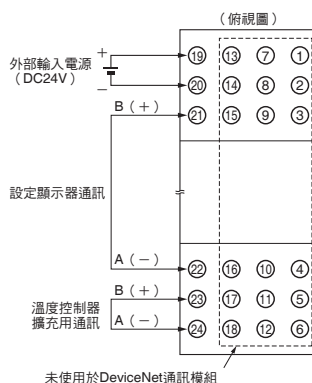 （俯視圖）
外部輸入電源
（DC24V）
+
−
⑲ ⑬ ⑦ ①
⑳ ⑭ ⑧ ②
B（+） ㉑ ⑮ ⑨ ③
設定顯示器通訊
A（−） ㉒ ⑯ ⑩ ④
溫度控制器
擴充用通訊
B（+） ㉓ ⑰ ⑪ ⑤
A（−） ㉔ ⑱ ⑫ ⑥
未使用於DeviceNet通訊模組